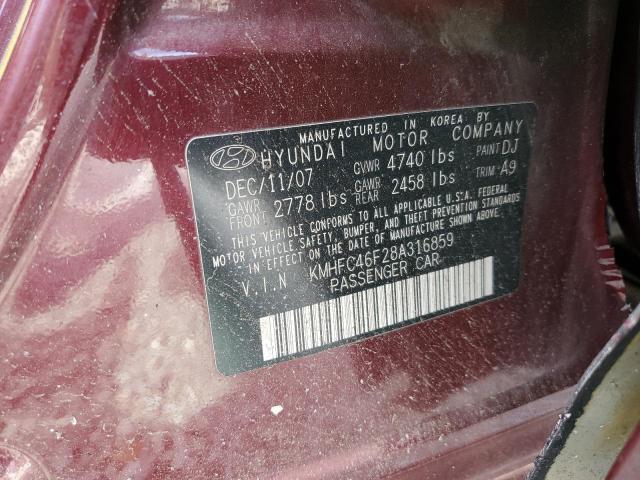 MANUFACTURED IN KOREA BY
HYUNDAI MOTOR COMPANY
DEC/11/07 GVWR 4740 lbs PAINT DJ
GAWR FRONT 2778 lbs GAWR REAR 2458 lbs TRIM A9
THIS VEHICLE CONFORMS TO ALL APPLICABLE U.S.A. FEDERAL
MOTOR VEHICLE SAFETY, BUMPER, AND THEFT PREVENTION STANDARDS
IN EFFECT ON THE DATE OF MANUFACTURE SHOWN ABOVE.
V.I.N KMHFC46F28A316859
PASSENGER CAR